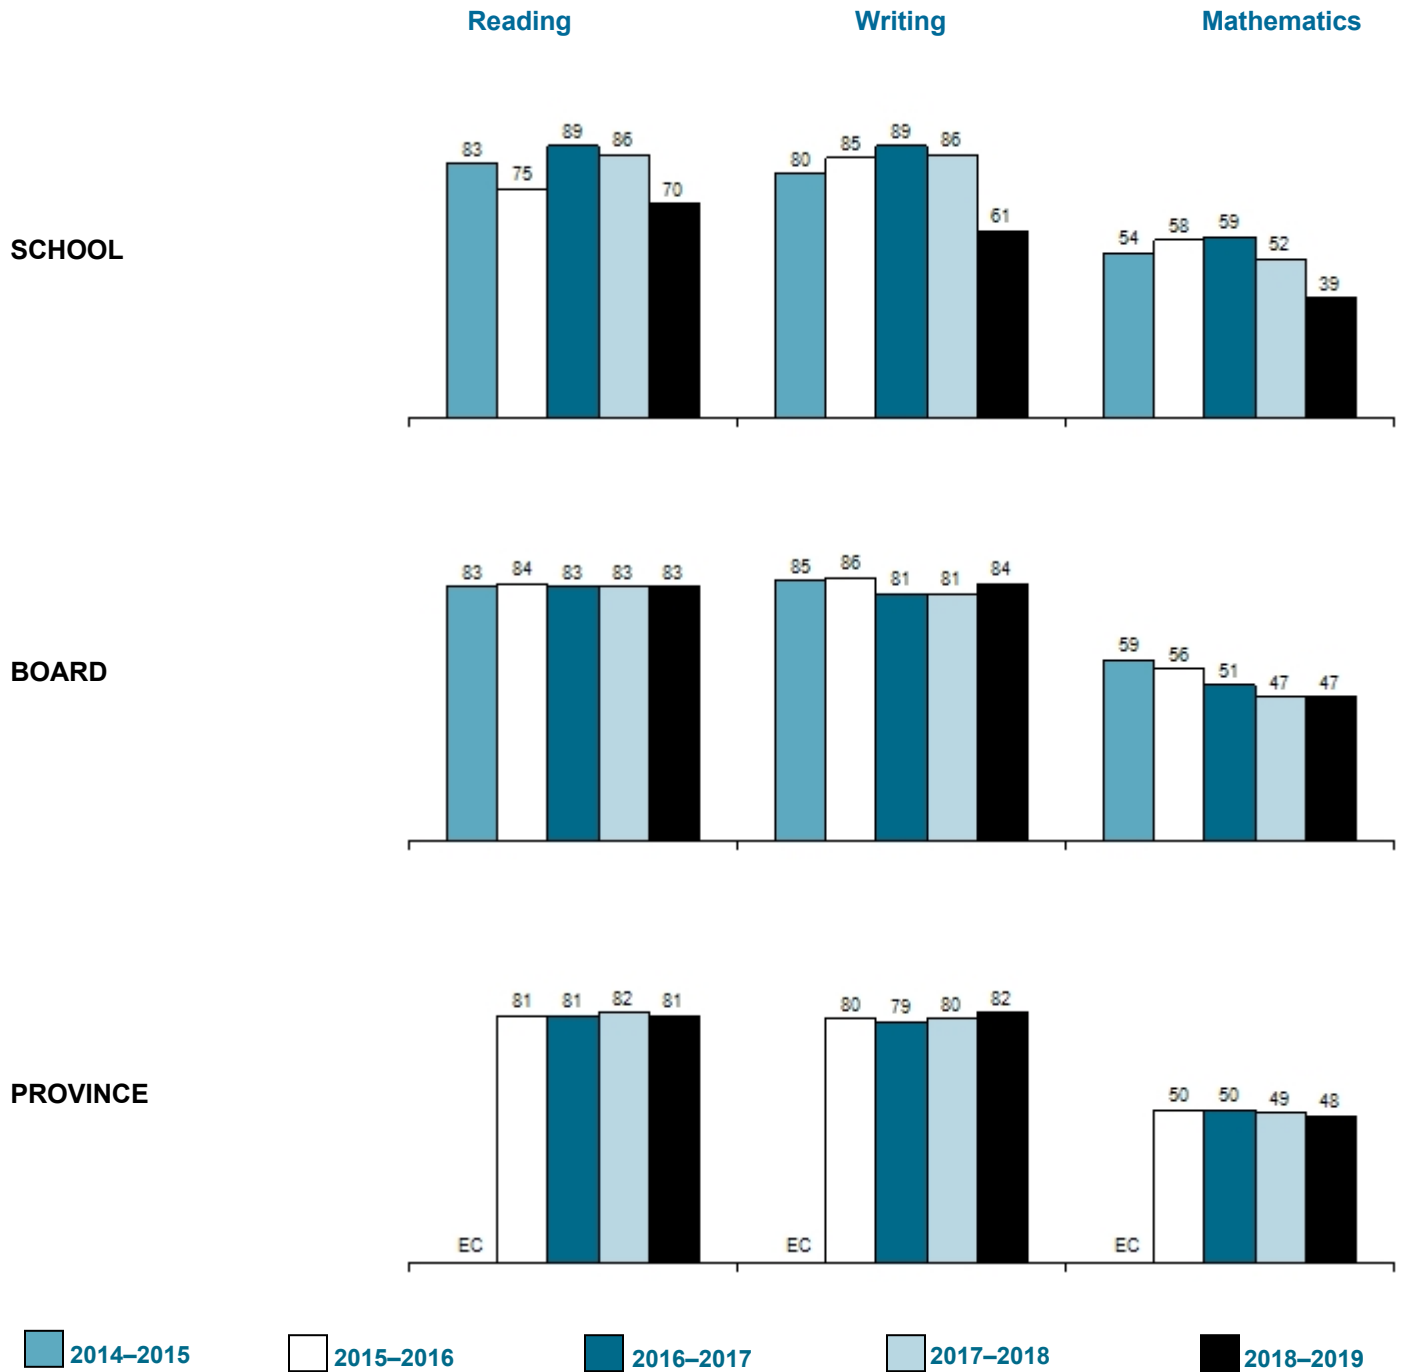 Reading Writing Mathematics
SCHOOL
83 75 89 86 70 80 85 89 86 61 54 58 59 52 39
BOARD
83 84 83 83 83 85 86 81 81 84 59 56 51 47 47
PROVINCE
EC 81 81 82 81 EC 80 79 80 82 EC 50 50 49 48
2014–2015 2015–2016 2016–2017 2017–2018 2018–2019